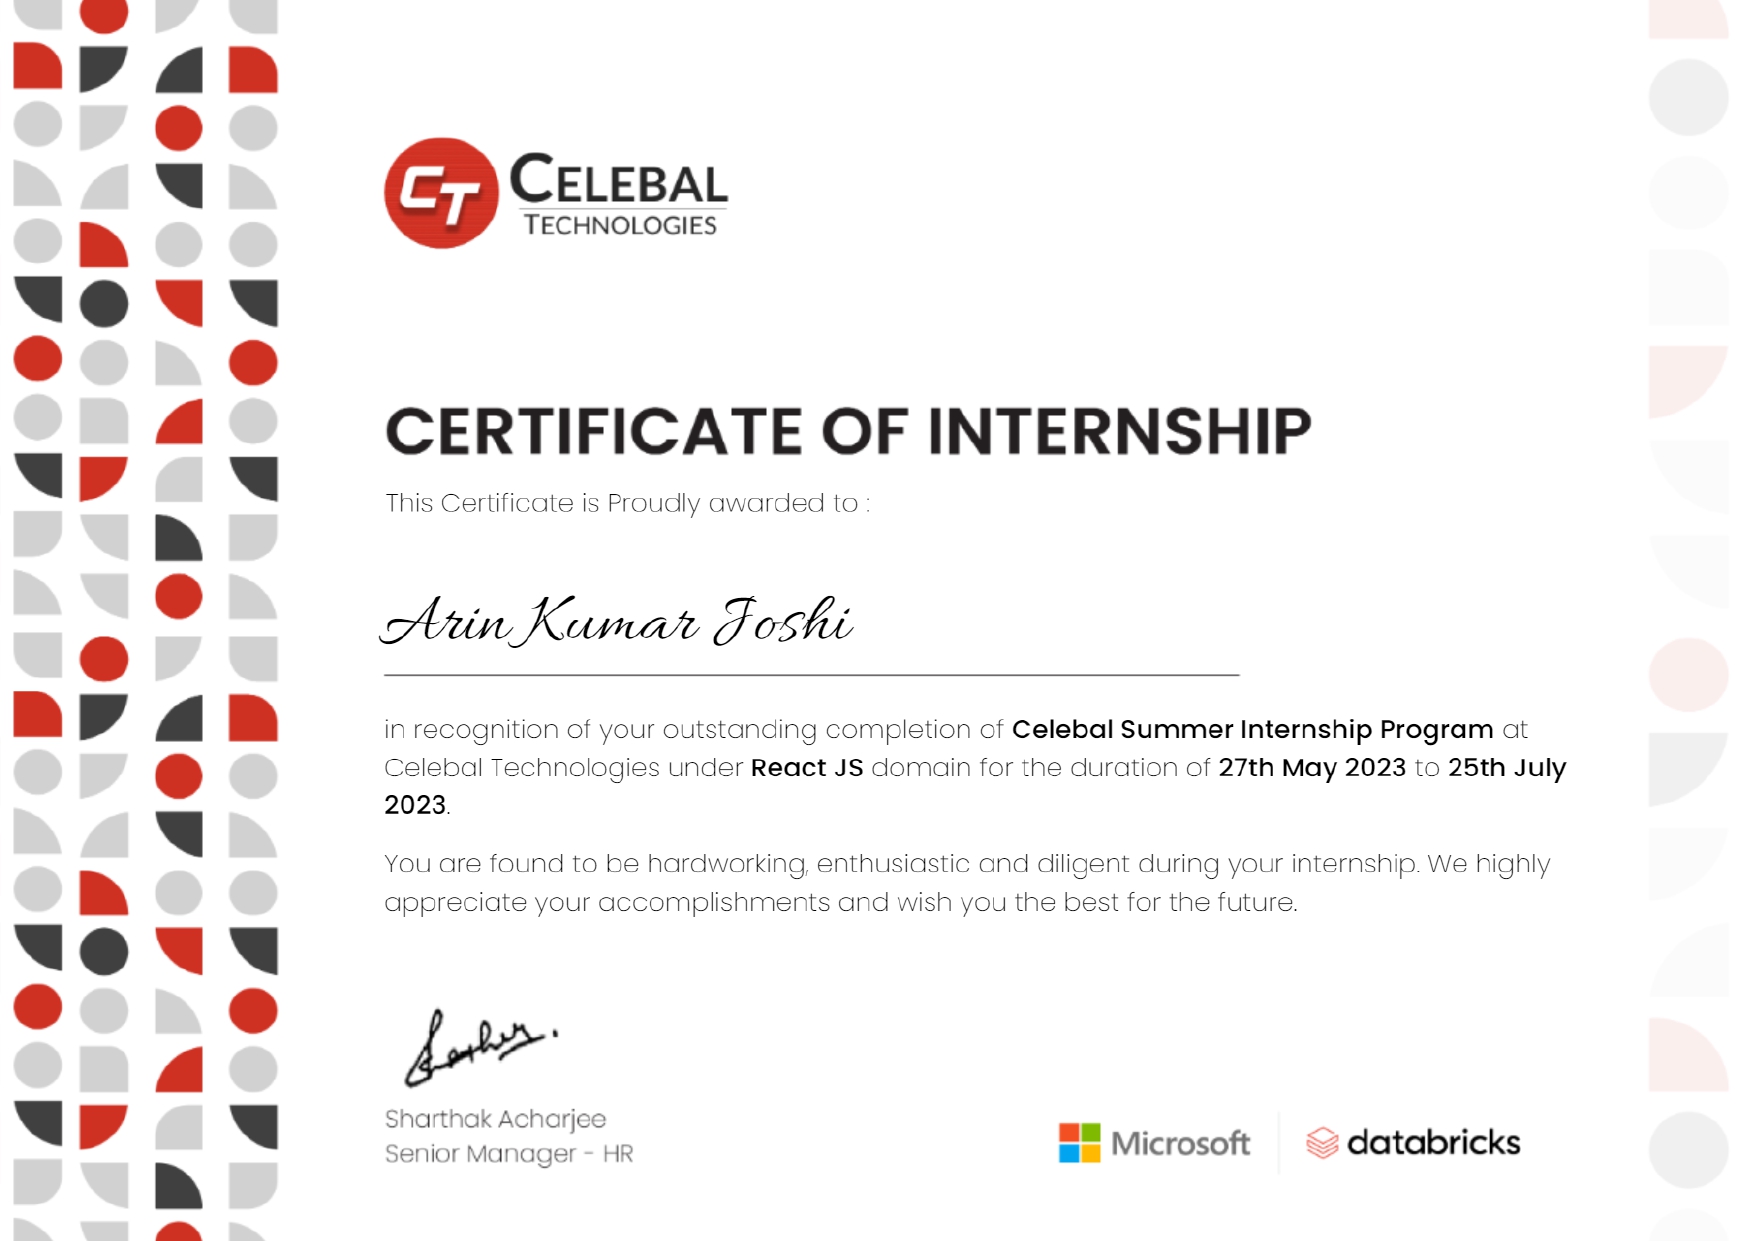 CT CELEBAL
TECHNOLOGIES
CERTIFICATE OF INTERNSHIP
This Certificate is Proudly awarded to :
Arin Kumar Joshi
in recognition of your outstanding completion of Celebal Summer Internship Program at
Celebal Technologies under React JS domain for the duration of 27th May 2023 to 25th July
2023.
You are found to be hardworking, enthusiastic and diligent during your internship. We highly
appreciate your accomplishments and wish you the best for the future.
Sharthak Acharjee
Senior Manager - HR
Microsoft databricks